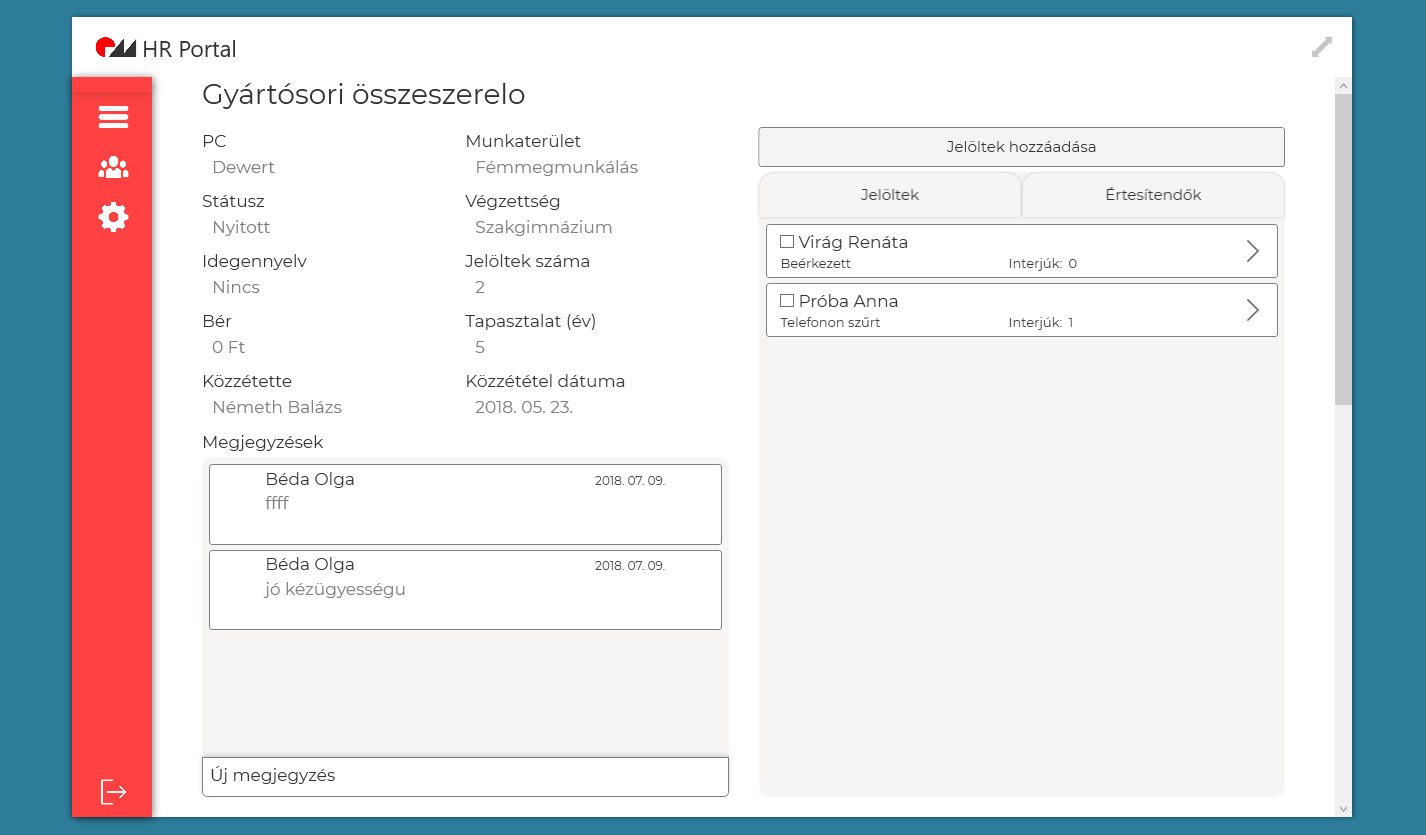 HR Portal
Gyártósori összeszerelo
PC
Dewert
Munkaterület
Fémmegmunkálás
Státusz
Nyitott
Végzettség
Szakgimnázium
Idegennyelv
Nincs
Jelöltek száma
2
Bér
0 Ft
Tapasztalat (év)
5
Közzétette
Németh Balázs
Közzététel dátuma
2018. 05. 23.
Megjegyzések
Béda Olga 2018. 07. 09.
ffff
Béda Olga 2018. 07. 09.
jó kézügyességu
Új megjegyzés
Jelöltek hozzáadása
Jelöltek Értesítendők
Virág Renáta
Beérkezett Interjúk: 0
Próba Anna
Telefonon szűrt Interjúk: 1